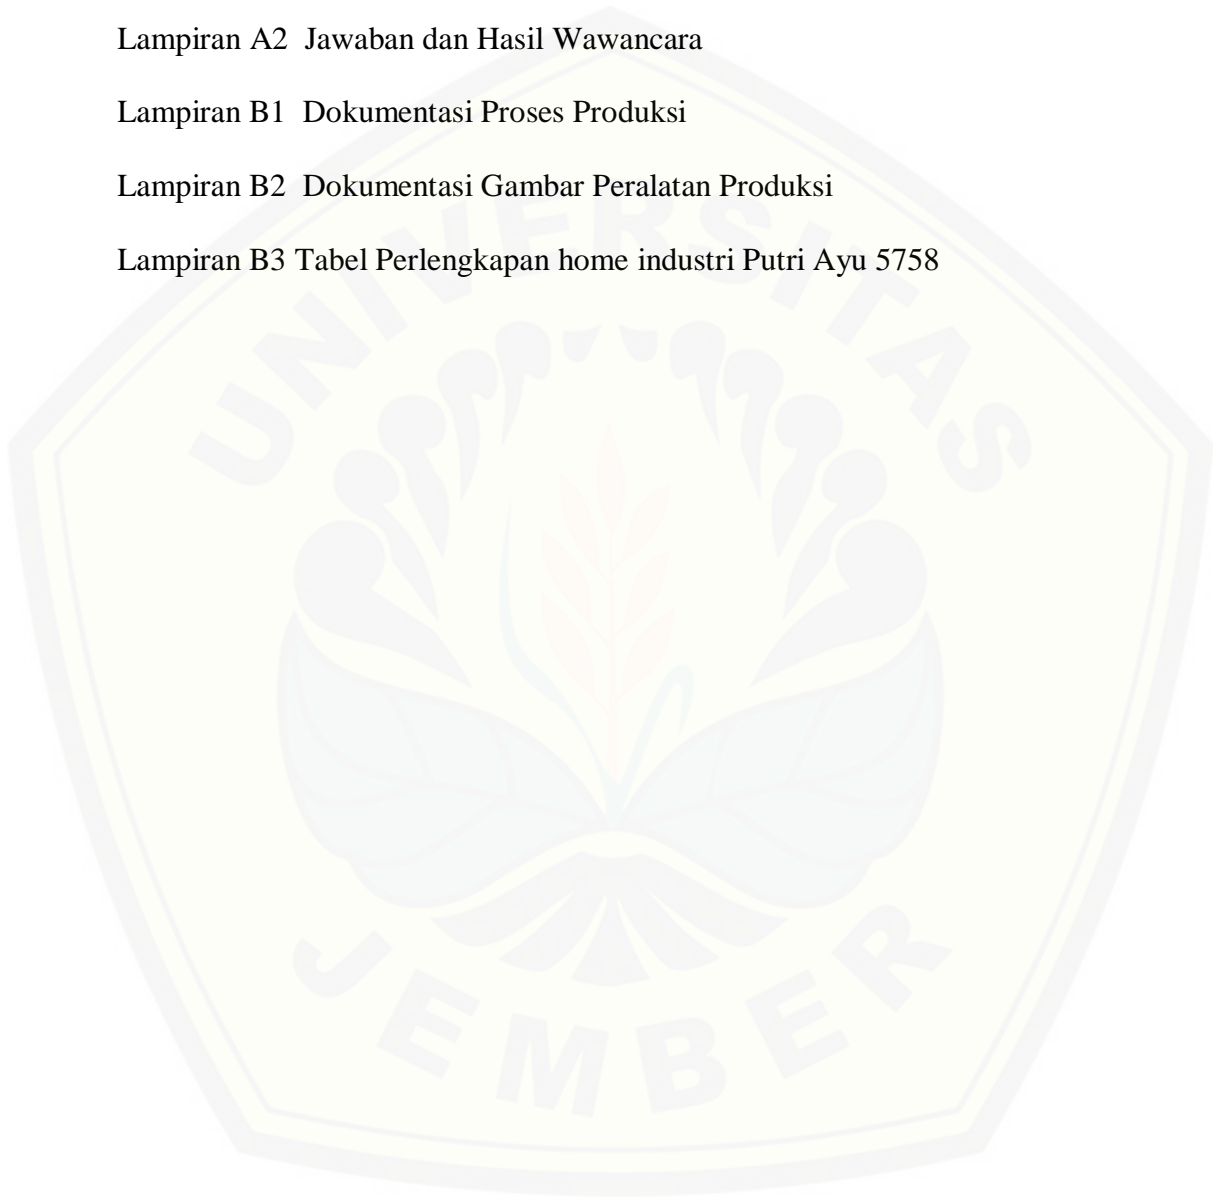 Lampiran A2 Jawaban dan Hasil Wawancara
Lampiran B1 Dokumentasi Proses Produksi
Lampiran B2 Dokumentasi Gambar Peralatan Produksi
Lampiran B3 Tabel Perlengkapan home industri Putri Ayu 5758
UNIVERSITAS
JEMBER